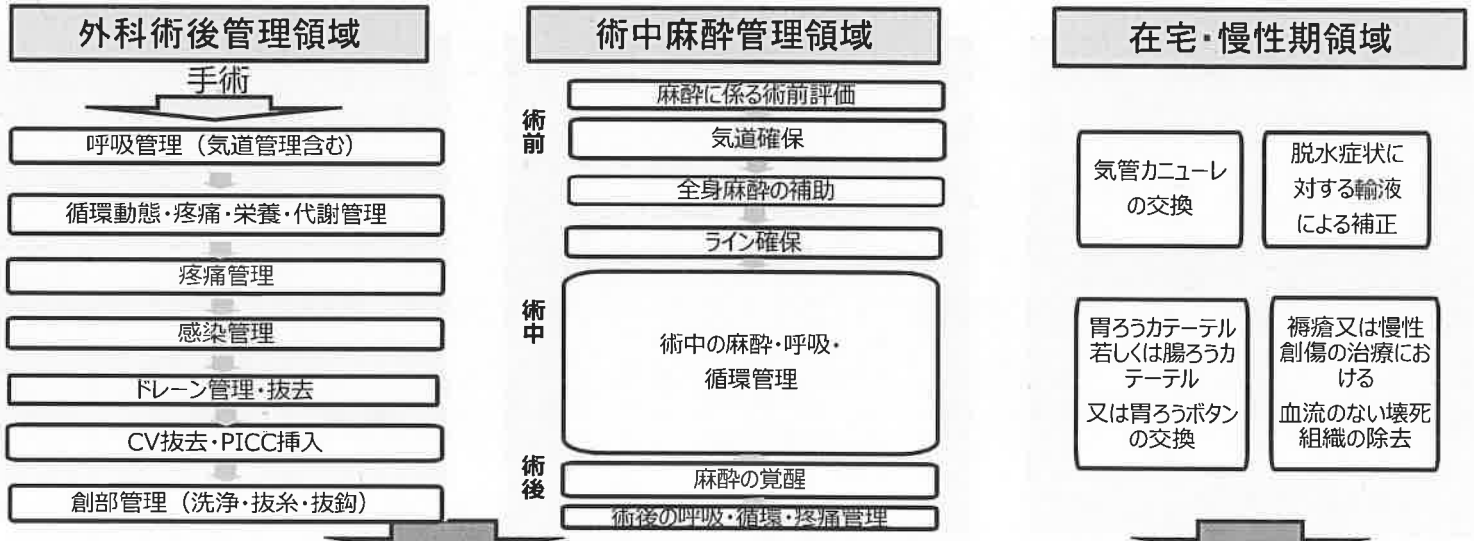 外科術後管理領域
手術
呼吸管理（気道管理含む）
循環動態・疼痛・栄養・代謝管理
疼痛管理
感染管理
ドレーン管理・抜去
CV抜去・PICC挿入
創部管理（洗浄・抜糸・抜鈎）
術中麻酔管理領域
術前
麻酔に係る術前評価
気道確保
全身麻酔の補助
ライン確保
術中
術中の麻酔・呼吸・
循環管理
術後
麻酔の覚醒
術後の呼吸・循環・疼痛管理
在宅・慢性期領域
気管カニューレ
の交換
脱水症状に
対する輸液
による補正
胃ろうカテーテル
若しくは腸ろうカ
テーテル
又は胃ろうボタン
の交換
褥瘡又は慢性
創傷の治療にお
ける
血流のない壊死
組織の除去